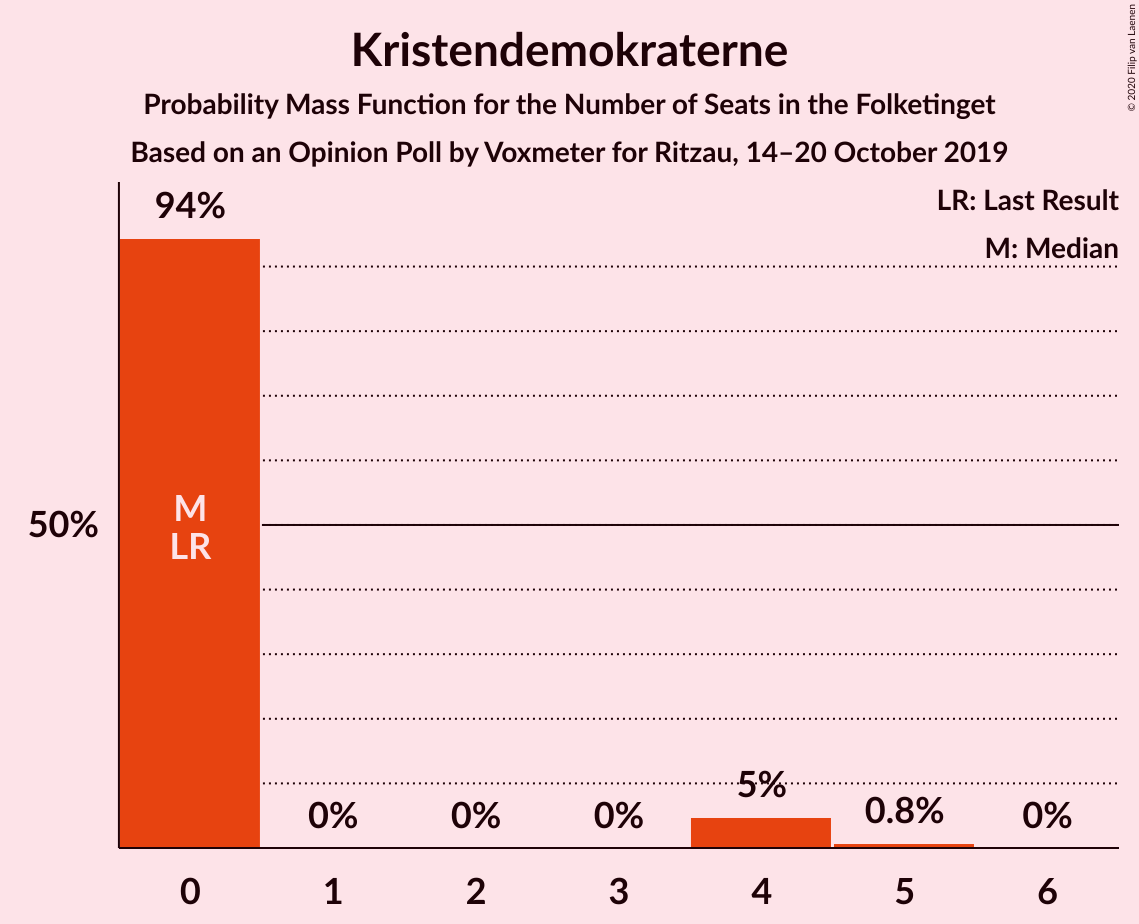 Kristendemokraterne
Probability Mass Function for the Number of Seats in the Folketinget
Based on an Opinion Poll by Voxmeter for Ritzau, 14–20 October 2019
© 2020 Filip van Laenen
LR: Last Result
M: Median
94%
50%
M
LR
0%
0%
0%
5%
0.8%
0%
0
1
2
3
4
5
6